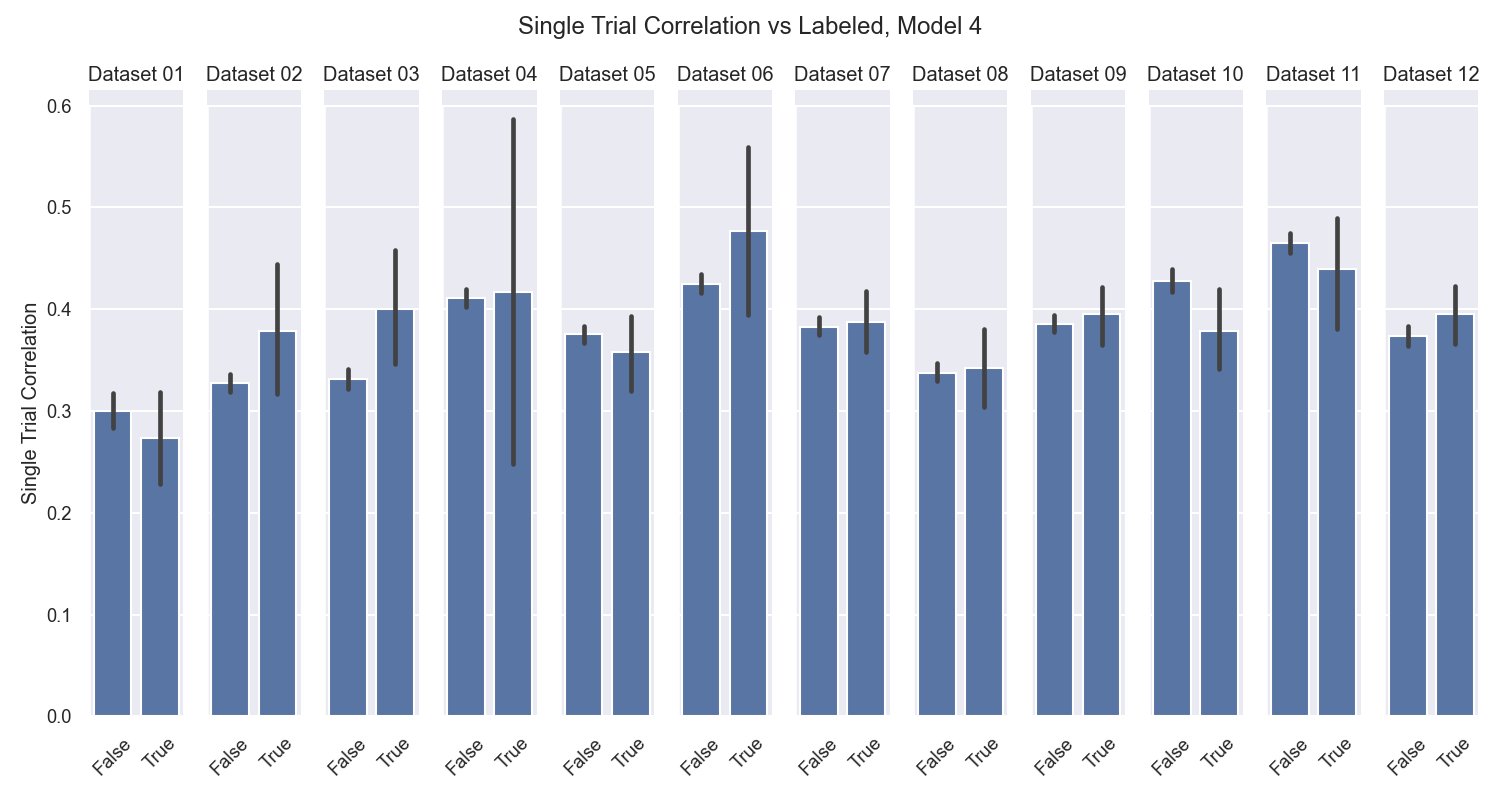 Single Trial Correlation vs Labeled, Model 4
Dataset 01 Dataset 02 Dataset 03 Dataset 04 Dataset 05 Dataset 06 Dataset 07 Dataset 08 Dataset 09 Dataset 10 Dataset 11 Dataset 12
Single Trial Correlation
0.6
0.5
0.4
0.3
0.2
0.1
0.0
False True False True False True False True False True False True False True False True False True False True False True False True